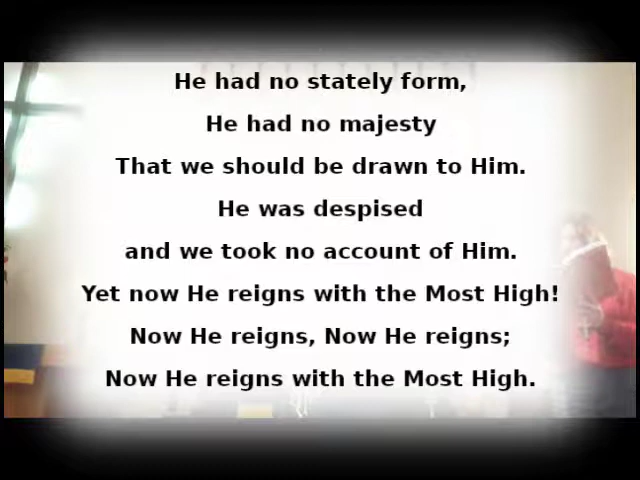 He had no stately form,
He had no majesty
That we should be drawn to Him.
He was despised
and we took no account of Him.
Yet now He reigns with the Most High!
Now He reigns, Now He reigns;
Now He reigns with the Most High.